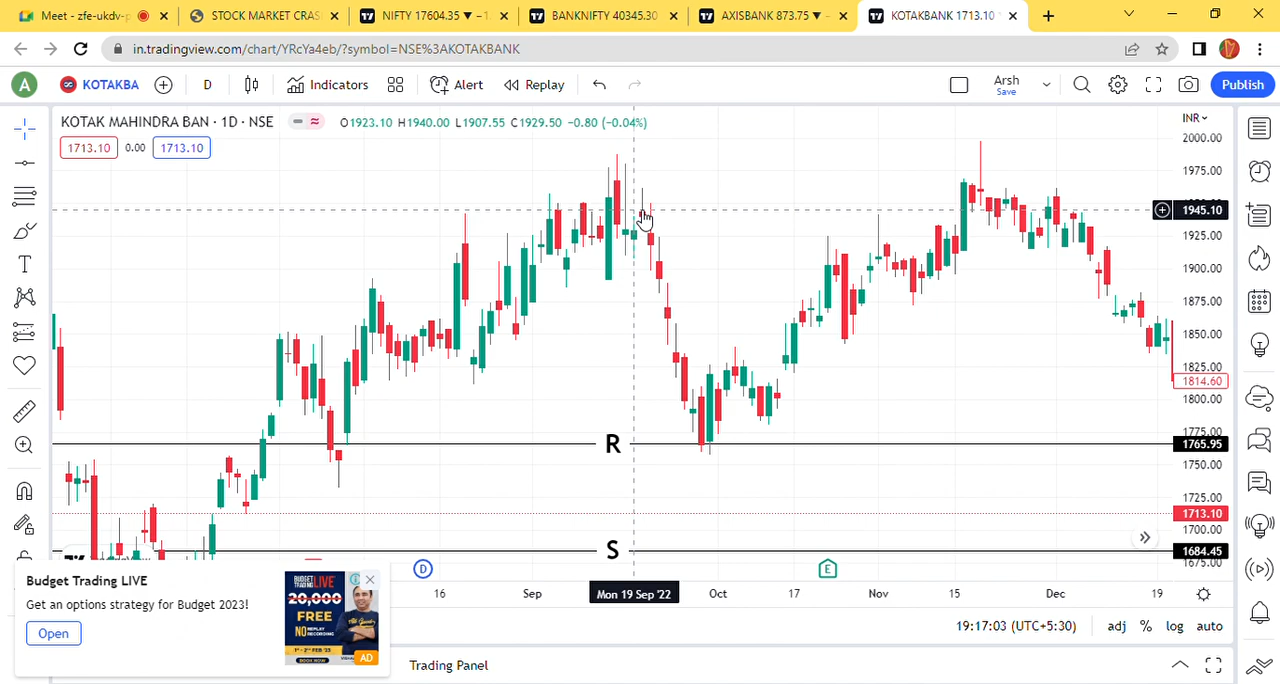 Meet - zfe-ukdv-p
STOCK MARKET CRAS
NIFTY 17604.35 ▼ −1.
BANKNIFTY 40345.30
AXISBANK 873.75 ▼ −
KOTAKBANK 1713.10
in.tradingview.com/chart/YRcYa4eb/?symbol=NSE%3AKOTAKBANK
A
KOTAKBA
D
Indicators
Alert
Replay
Arsh
Save
Publish
KOTAK MAHINDRA BAN · 1D · NSE
O1923.10 H1940.00 L1907.55 C1929.50 −0.80 (−0.04%)
INR
1713.10 0.00 1713.10
2000.00
1975.00
1945.10
1925.00
1900.00
1875.00
1850.00
1825.00
1814.60
1800.00
1775.00
R
1765.95
1750.00
1725.00
1713.10
1700.00
S
1684.45
1675.00
D
E
16
Sep
Mon 19 Sep '22
Oct
17
Nov
15
Dec
19
19:17:03 (UTC+5:30)
adj % log auto
Trading Panel
Budget Trading LIVE
Get an options strategy for Budget 2023!
Open
BUDGET TRADING LIVE
20,000
FREE
NO RECORDING
BOOK NOW
AD